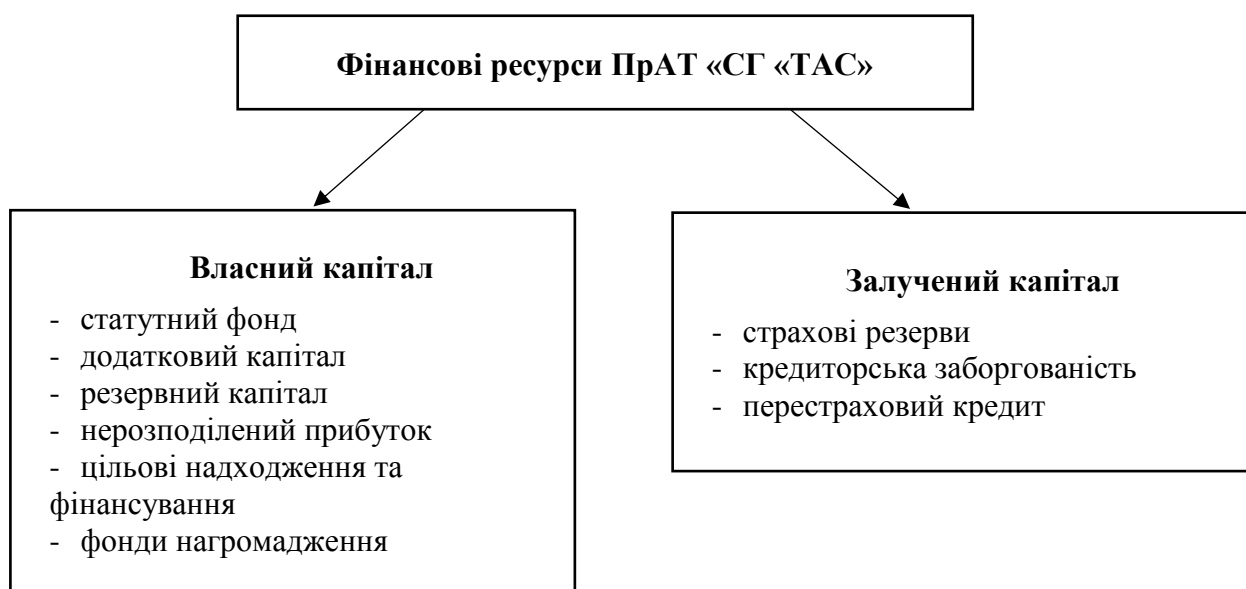 Фінансові ресурси ПрАТ «СГ «ТАС»
Власний капітал
- статутний фонд
- додатковий капітал
- резервний капітал
- нерозподілений прибуток
- цільові надходження та
фінансування
- фонди нагромадження
Залучений капітал
- страхові резерви
- кредиторська заборгованість
- перестраховий кредит